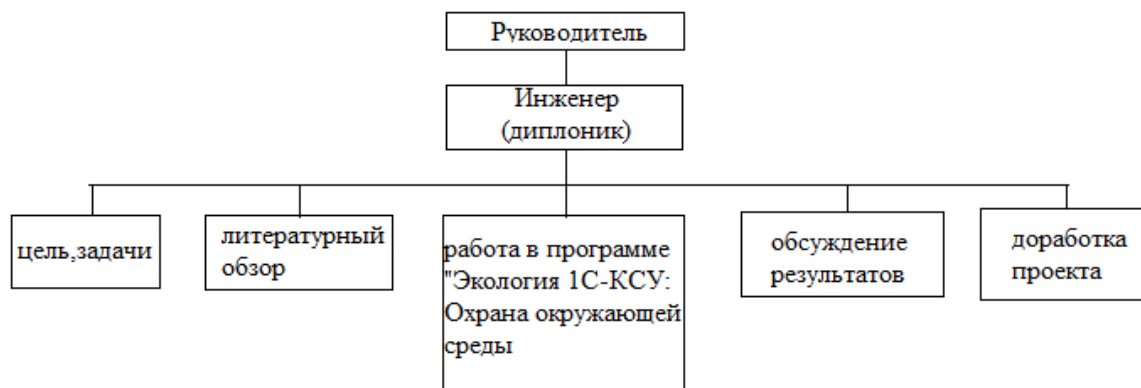 Руководитель
Инженер
(диплоник)
цель,задачи
литературный
обзор
работа в программе
"Экология 1С-КСУ:
Охрана окружающей
среды
обсуждение
результатов
доработка
проекта